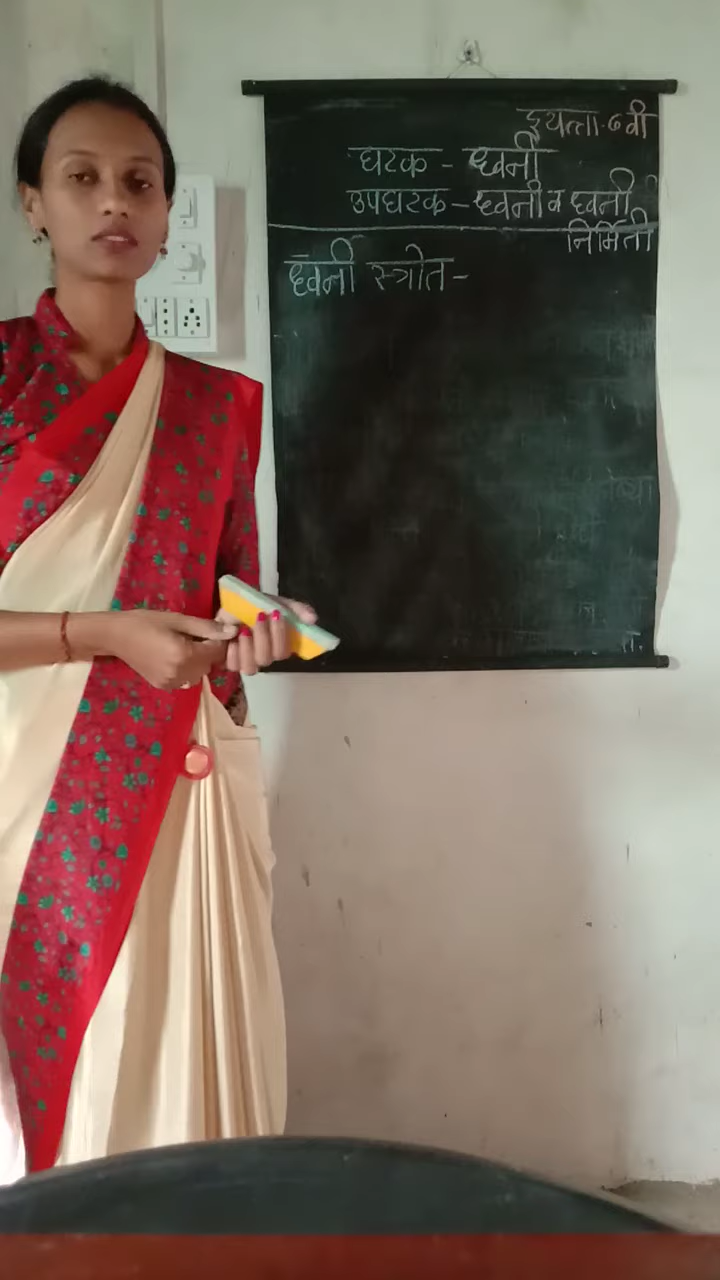 इयत्ता-७वी
घटक - ध्वनी
उपघटक - ध्वनी व ध्वनी
निर्मिती
ध्वनी स्त्रोत-